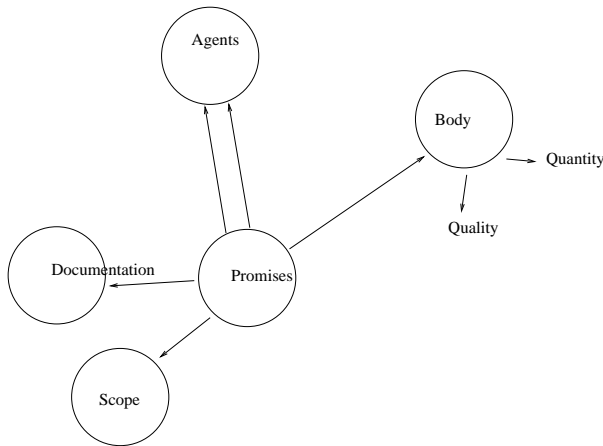 Agents
Body
Quantity
Quality
Documentation
Promises
Scope